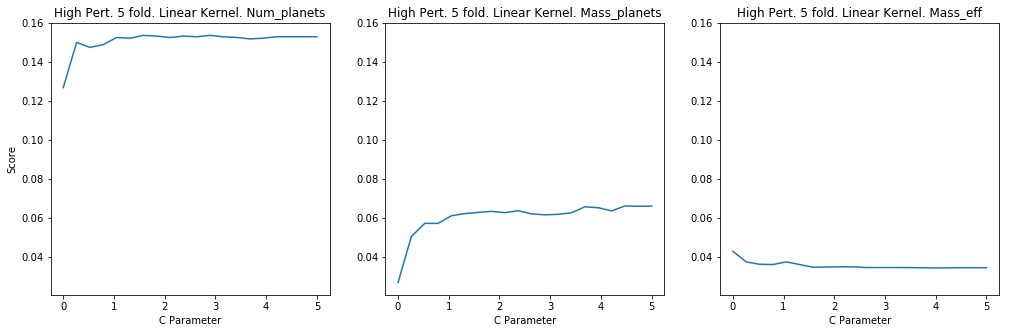 High Pert. 5 fold. Linear Kernel. Num_planets
0.16
0.14
0.12
0.10
0.08
0.06
0.04
Score
0 1 2 3 4 5
C Parameter
High Pert. 5 fold. Linear Kernel. Mass_planets
0.16
0.14
0.12
0.10
0.08
0.06
0.04
0 1 2 3 4 5
C Parameter
High Pert. 5 fold. Linear Kernel. Mass_eff
0.16
0.14
0.12
0.10
0.08
0.06
0.04
0 1 2 3 4 5
C Parameter